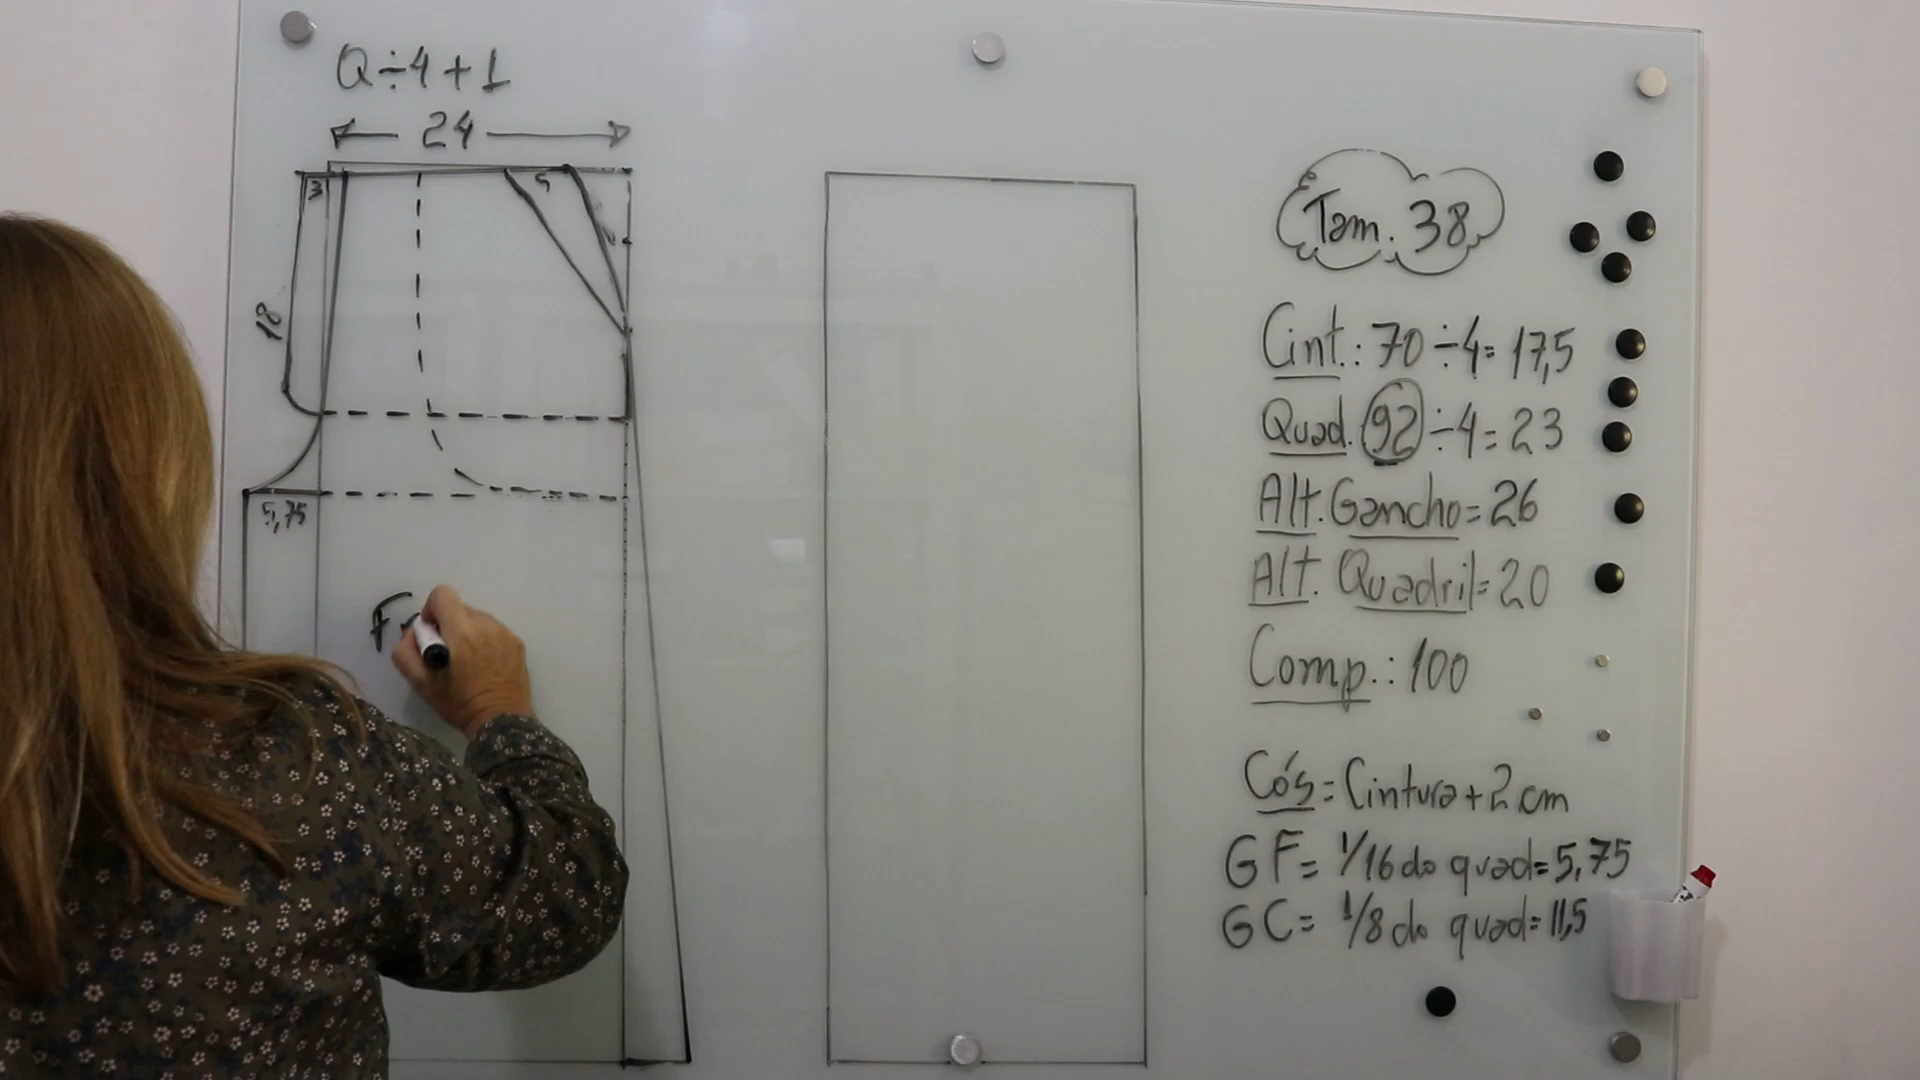 Q÷4+1
24
3
5
18
5,75
F
Tam. 38
Cint.: 70÷4=17,5
Quad. 92÷4=23
Alt. Gancho=26
Alt. Quadril=20
Comp.: 100
Cós=Cintura+2 cm
GF= 1/16 do quad=5,75
GC= 1/8 do quad=11,5